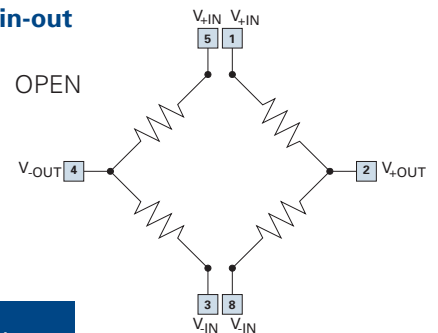 in-out
V+IN V+IN
5 1
OPEN
V-OUT 4
2 V+OUT
3 8
V-IN V-IN